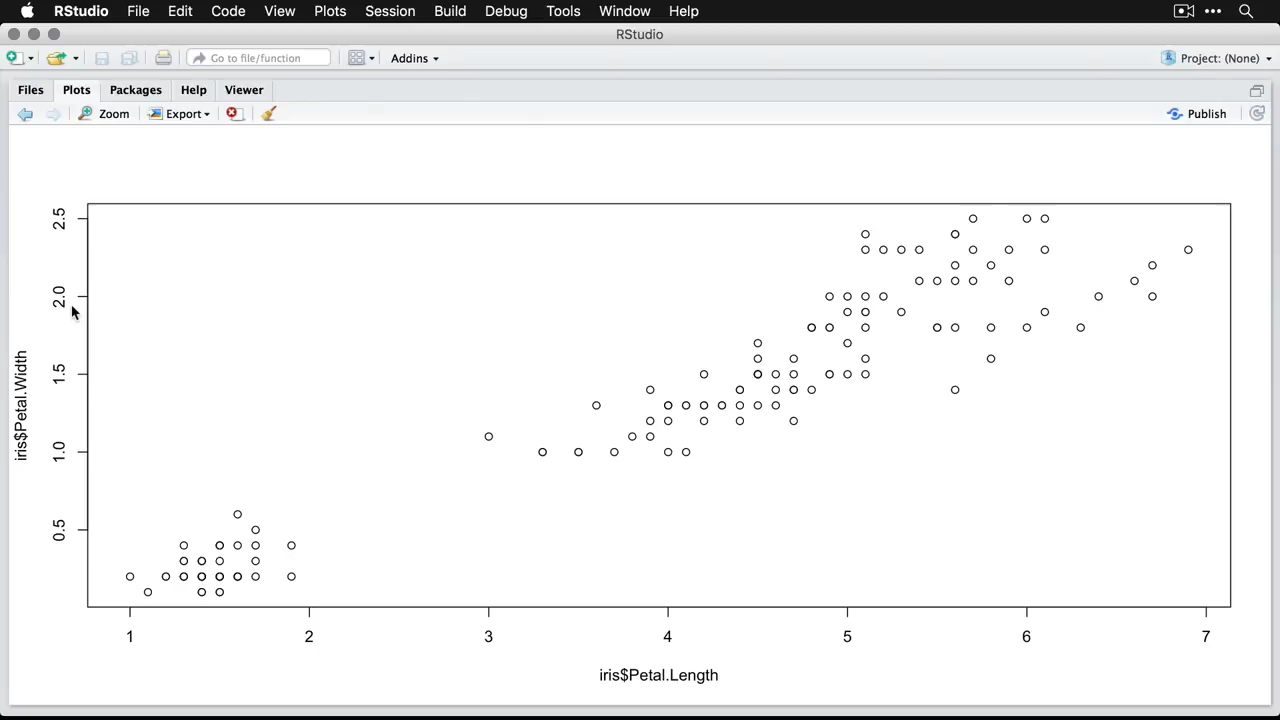 RStudio File Edit Code View Plots Session Build Debug Tools Window Help
RStudio
Go to file/function Addins Project: (None)
Files Plots Packages Help Viewer
Zoom Export Publish
2.5
2.0
1.5
1.0
0.5
iris$Petal.Width
1 2 3 4 5 6 7
iris$Petal.Length